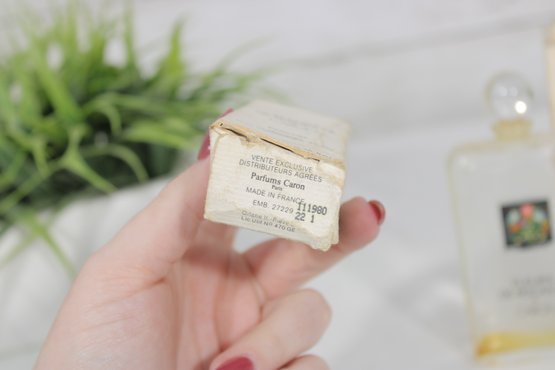 VENTE EXCLUSIVE
DISTRIBUTEURS AGRÉÉS
Parfums Caron
Paris
MADE IN FRANCE
EMB. 27229
111980
22 1